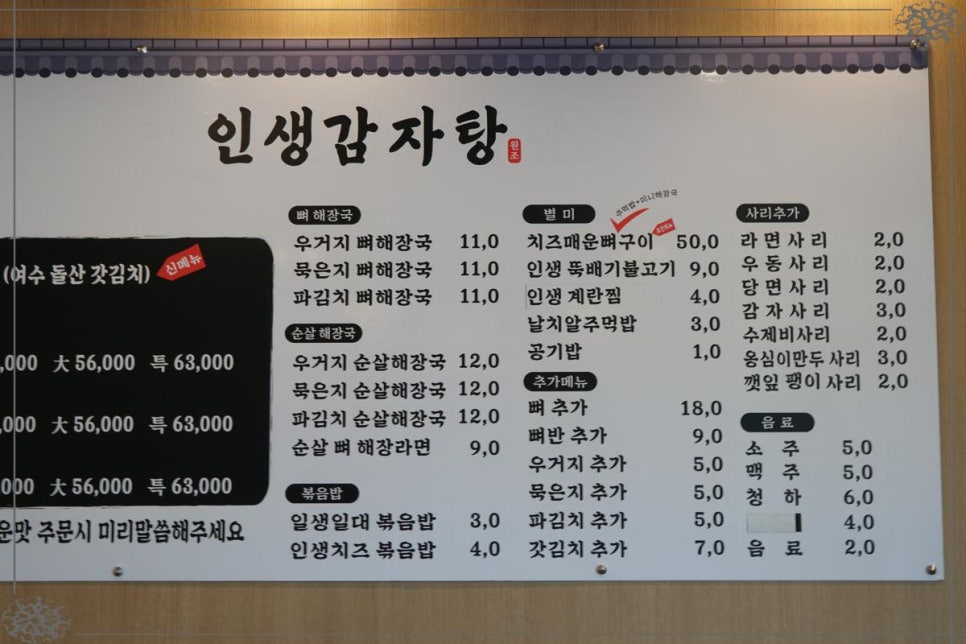 인생감자탕
원조
(여수 돌산 갓김치) 신메뉴
,000 大 56,000 특 63,000
,000 大 56,000 특 63,000
000 大 56,000 특 63,000
운맛 주문시 미리말씀해주세요
뼈 해장국
우거지 뼈해장국 11,0
묵은지 뼈해장국 11,0
파김치 뼈해장국 11,0
순살 해장국
우거지 순살해장국 12,0
묵은지 순살해장국 12,0
파김치 순살해장국 12,0
순살 뼈 해장라면 9,0
볶음밥
일생일대 볶음밥 3,0
인생치즈 볶음밥 4,0
별 미
주먹밥+미니해장국
치즈매운뼈구이 50,0
인생 뚝배기불고기 9,0
인생 계란찜 4,0
날치알주먹밥 3,0
공기밥 1,0
추가메뉴
뼈 추가 18,0
뼈반 추가 9,0
우거지 추가 5,0
묵은지 추가 5,0
파김치 추가 5,0
갓김치 추가 7,0
사리추가
라면사리 2,0
우동사리 2,0
당면사리 2,0
감자사리 3,0
수제비사리 2,0
옹심이만두 사리 3,0
깻잎 팽이 사리 2,0
음 료
소 주 5,0
맥 주 5,0
청 하 6,0
4,0
음 료 2,0